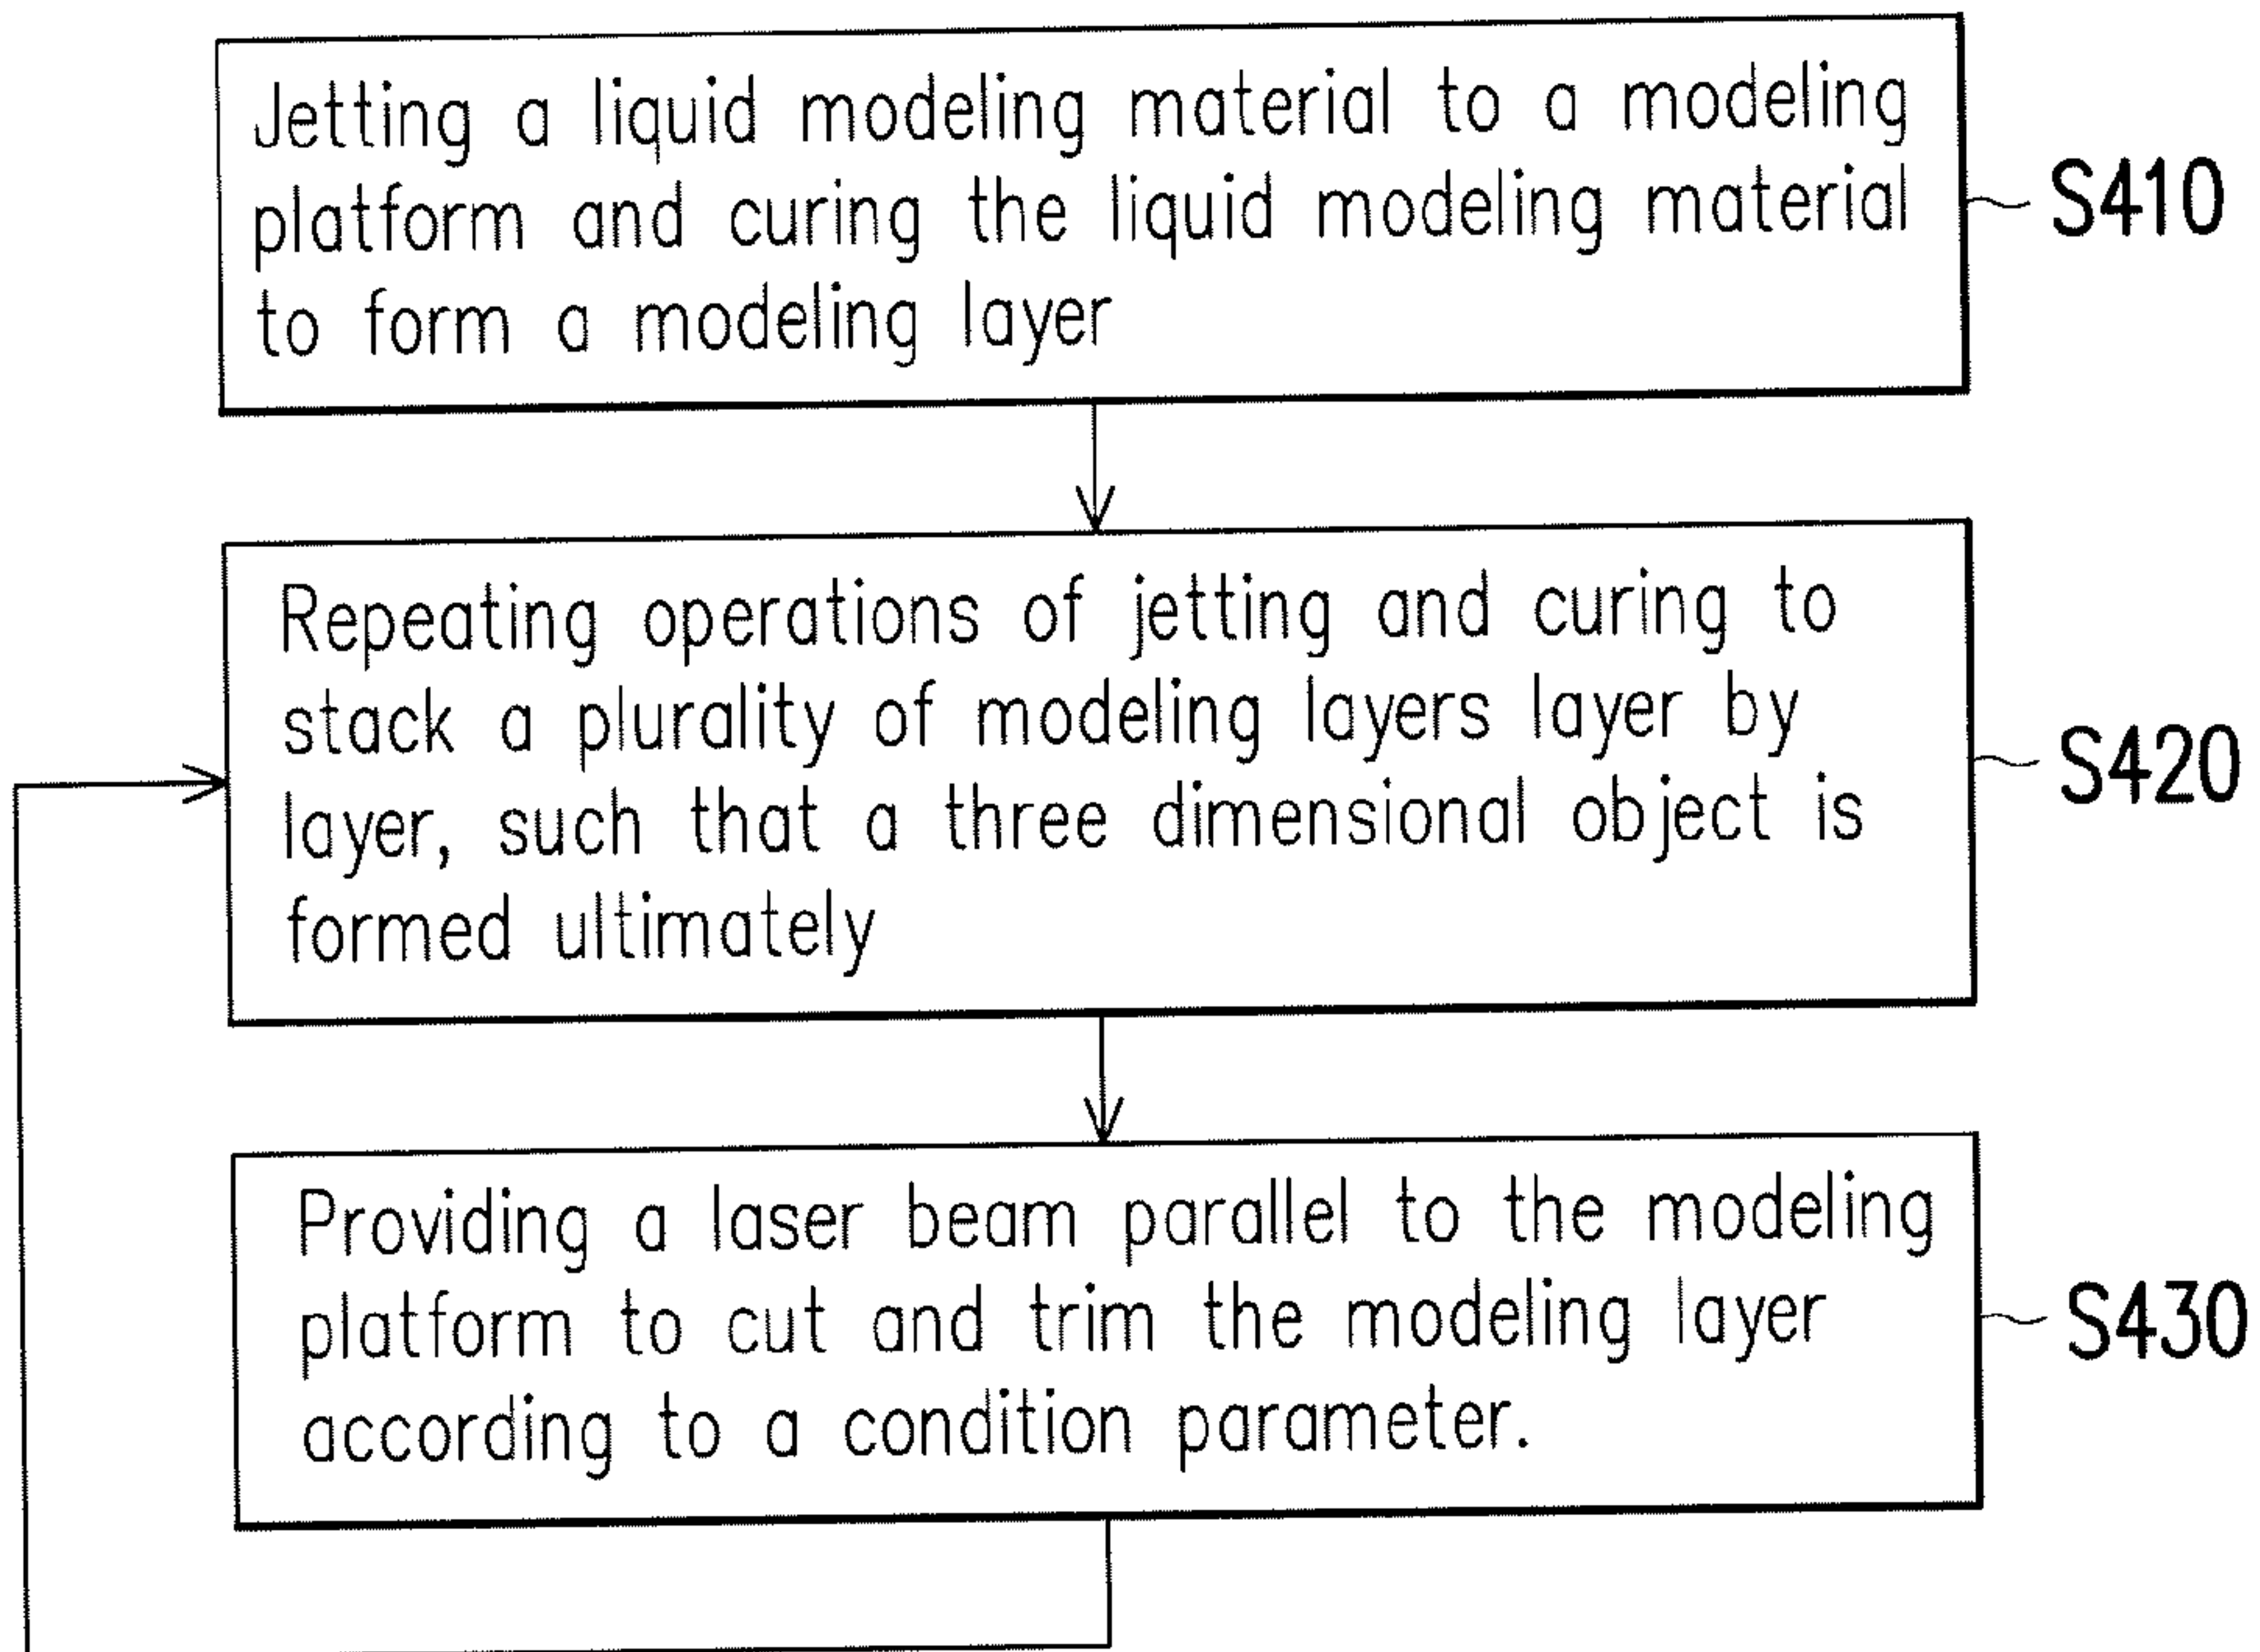 Jetting a liquid modeling material to a modeling
platform and curing the liquid modeling material
to form a modeling layer
S410
Repeating operations of jetting and curing to
stack a plurality of modeling layers layer by
layer, such that a three dimensional object is
formed ultimately
S420
Providing a laser beam parallel to the modeling
platform to cut and trim the modeling layer
according to a condition parameter.
S430